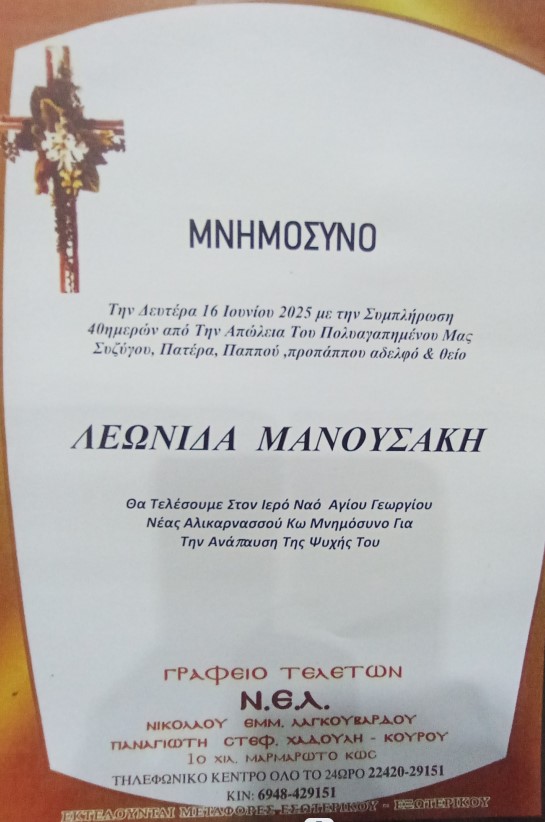 ΜΝΗΜΟΣΥΝΟ
Την Δευτέρα 16 Ιουνίου 2025 με την Συμπλήρωση
40ημερών από Την Απώλεια Του Πολυαγαπημένου Μας
Συζύγου, Πατέρα, Παππού ,προπάππου αδελφό & θείο
ΛΕΩΝΙΔΑ ΜΑΝΟΥΣΑΚΗ
Θα Τελέσουμε Στον Ιερό Ναό Αγίου Γεωργίου
Νέας Αλικαρνασσού Κω Μνημόσυνο Για
Την Ανάπαυση Της Ψυχής Του
ΓΡΑΦΕΙΟ ΤΕΛΕΤΩΝ
Ν.Ε.Λ.
ΝΙΚΟΛΑΟΥ ΕΜΜ. ΛΑΓΚΟΥΒΑΡΔΟΥ
ΠΑΝΑΓΙΩΤΗ ΣΤΕΦ. ΧΑΔΟΥΛΗ - ΚΟΥΡΟΥ
1ο ΧΙΛ. ΜΑΡΜΑΡΩΤΟ ΚΩΣ
ΤΗΛΕΦΩΝΙΚΟ ΚΕΝΤΡΟ ΟΛΟ ΤΟ 24ΩΡΟ 22420-29151
ΚΙΝ: 6948-429151
ΕΚΤΕΛΟΥΝΤΑΙ ΜΕΤΑΦΟΡΕΣ ΕΣΩΤΕΡΙΚΟΥ - ΕΞΩΤΕΡΙΚΟΥ